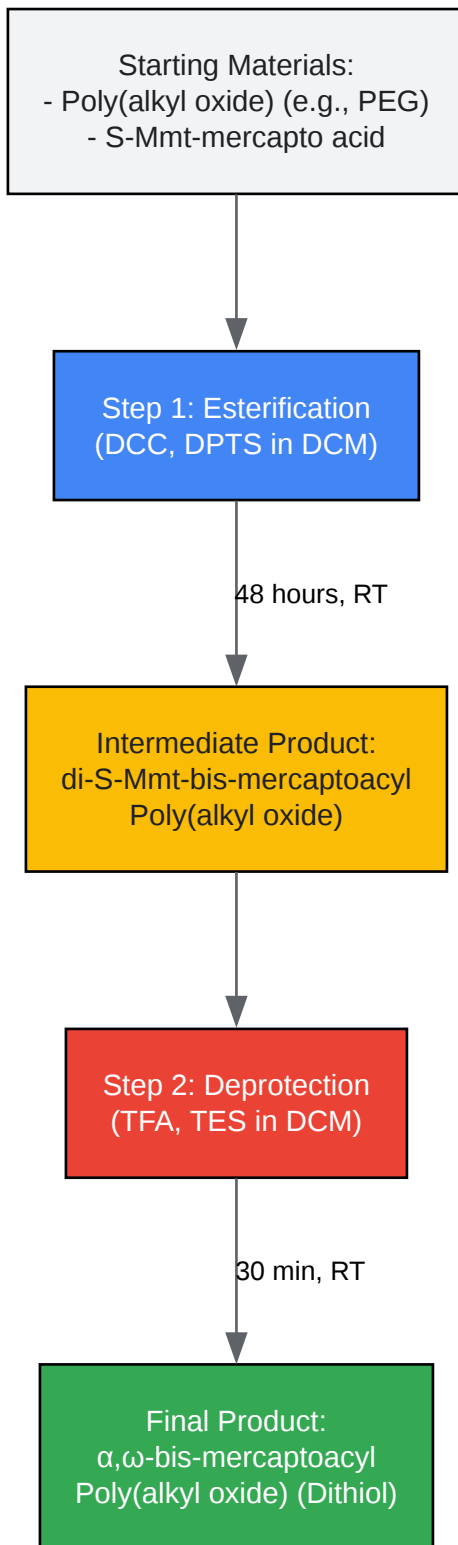 Starting Materials:
- Poly(alkyl oxide) (e.g., PEG)
- S-Mmt-mercapto acid
Step 1: Esterification
(DCC, DPTS in DCM)
48 hours, RT
Intermediate Product:
di-S-Mmt-bis-mercaptoacyl
Poly(alkyl oxide)
Step 2: Deprotection
(TFA, TES in DCM)
30 min, RT
Final Product:
α,ω-bis-mercaptoacyl
Poly(alkyl oxide) (Dithiol)